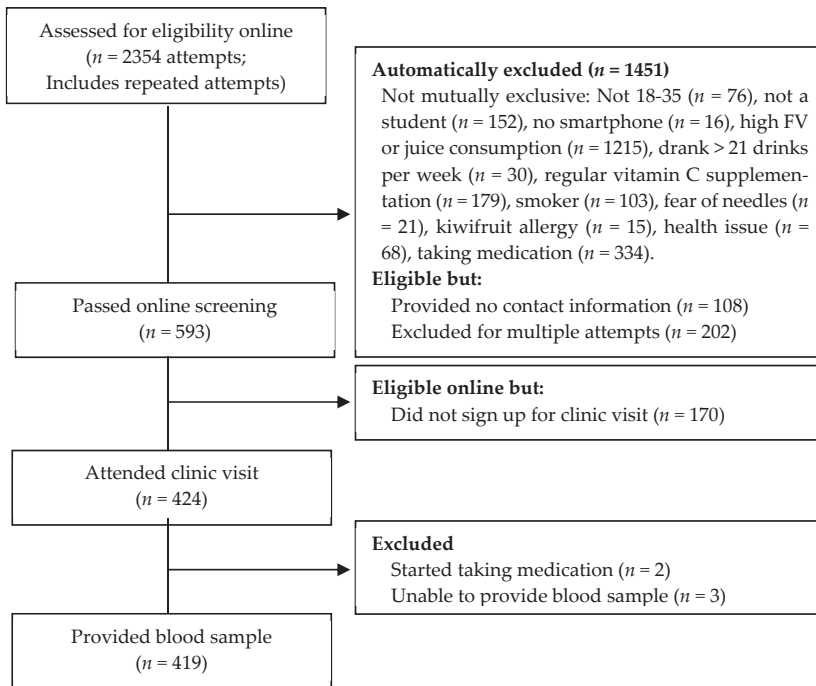 Assessed for eligibility online
(n = 2354 attempts;
Includes repeated attempts)
Automatically excluded (n = 1451)
Not mutually exclusive: Not 18-35 (n = 76), not a
student (n = 152), no smartphone (n = 16), high FV
or juice consumption (n = 1215), drank > 21 drinks
per week (n = 30), regular vitamin C supplemen-
tation (n = 179), smoker (n = 103), fear of needles (n
= 21), kiwifruit allergy (n = 15), health issue (n =
68), taking medication (n = 334).
Eligible but:
Provided no contact information (n = 108)
Excluded for multiple attempts (n = 202)
Passed online screening
(n = 593)
Eligible online but:
Did not sign up for clinic visit (n = 170)
Attended clinic visit
(n = 424)
Excluded
Started taking medication (n = 2)
Unable to provide blood sample (n = 3)
Provided blood sample
(n = 419)